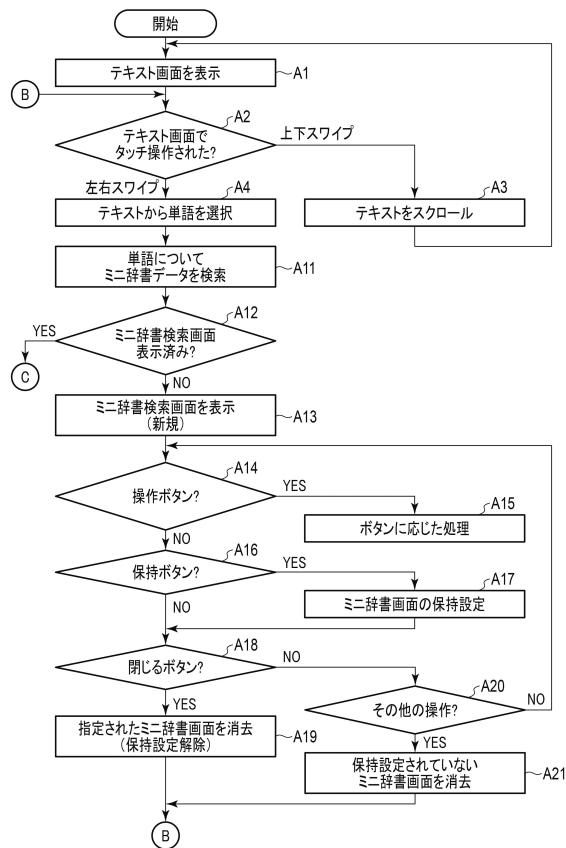 開始
テキスト画面を表示
A1
B
A2
テキスト画面で
タッチ操作された?
上下スワイプ
左右スワイプ
A4
テキストから単語を選択
A3
テキストをスクロール
単語について
ミニ辞書データを検索
A11
A12
YES
ミニ辞書検索画面
表示済み?
C
NO
ミニ辞書検索画面を表示
(新規)
A13
A14
操作ボタン?
YES
A15
ボタンに応じた処理
NO
A16
保持ボタン?
YES
A17
ミニ辞書画面の保持設定
NO
A18
閉じるボタン?
NO
A20
その他の操作?
NO
YES
指定されたミニ辞書画面を消去
(保持設定解除)
A19
YES
保持設定されていない
ミニ辞書画面を消去
A21
B